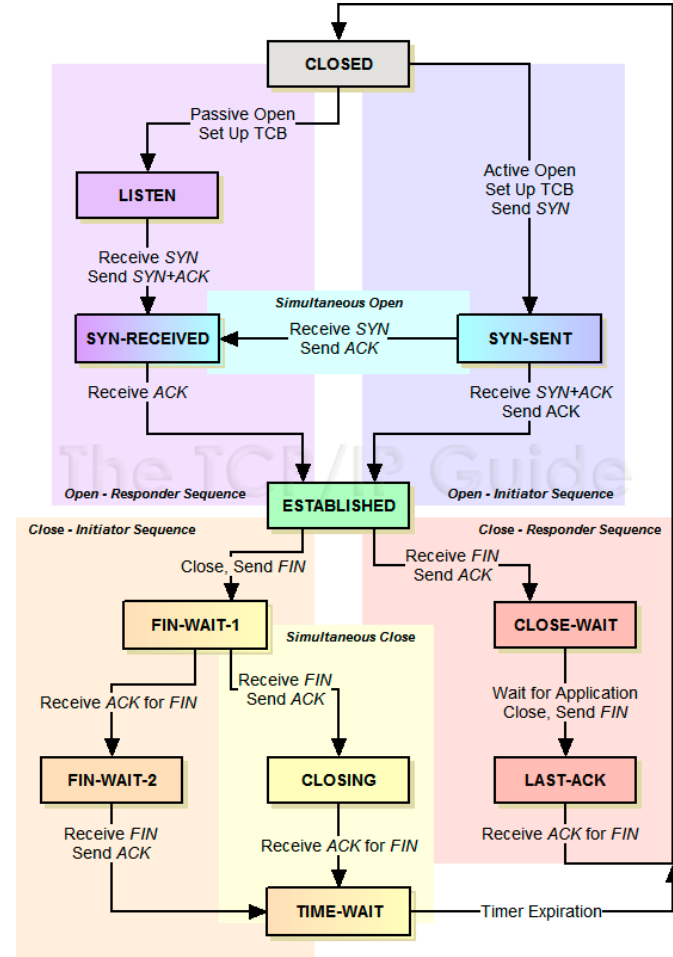 CLOSED
Passive Open
Set Up TCB
Active Open
Set Up TCB
Send SYN
LISTEN
Receive SYN
Send SYN+ACK
Simultaneous Open
SYN-RECEIVED
Receive SYN
Send ACK
SYN-SENT
Receive ACK
Receive SYN+ACK
Send ACK
The TCP/IP Guide
Open - Responder Sequence
ESTABLISHED
Open - Initiator Sequence
Close - Initiator Sequence
Close - Responder Sequence
Close, Send FIN
Receive FIN
Send ACK
FIN-WAIT-1
Simultaneous Close
CLOSE-WAIT
Receive ACK for FIN
Receive FIN
Send ACK
Wait for Application
Close, Send FIN
FIN-WAIT-2
CLOSING
LAST-ACK
Receive FIN
Send ACK
Receive ACK for FIN
Receive ACK for FIN
TIME-WAIT
Timer Expiration